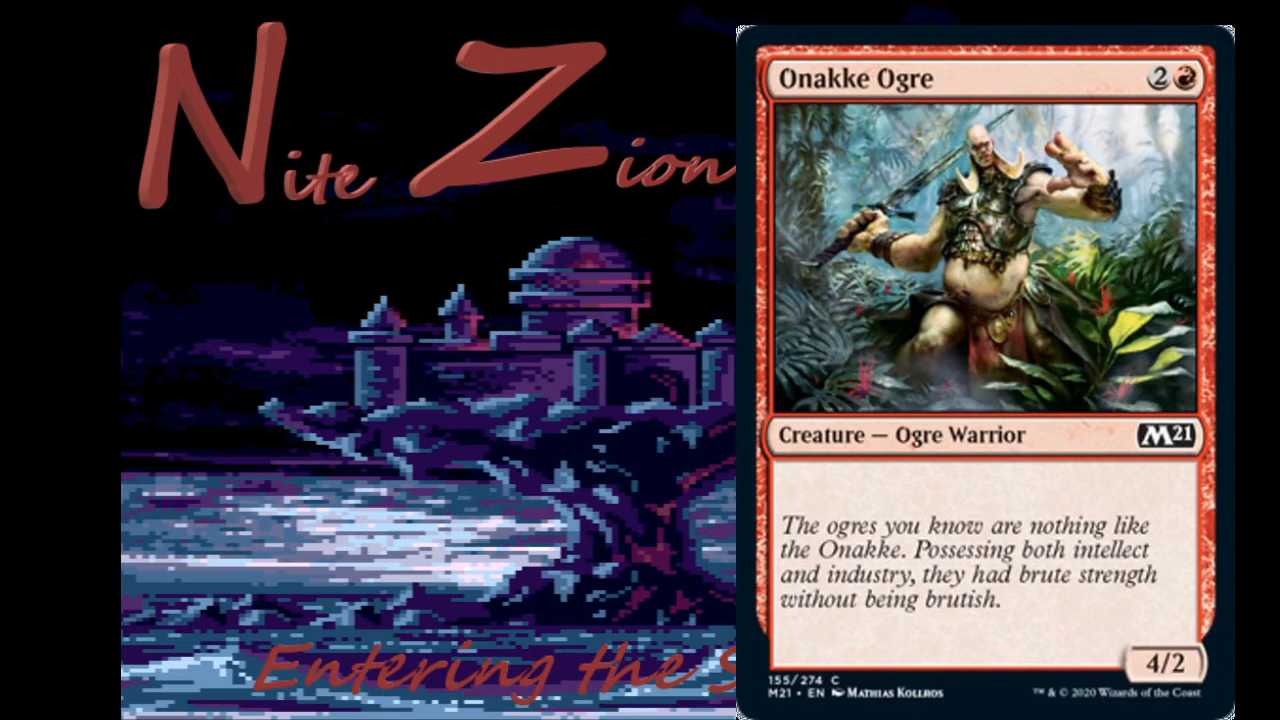 Nite Zion
Entering the S
Onakke Ogre 2
Creature — Ogre Warrior M21
The ogres you know are nothing like
the Onakke. Possessing both intellect
and industry, they had brute strength
without being brutish.
4/2
155/274 C
M21 • EN Mathias Kollros ™ & © 2020 Wizards of the Coast